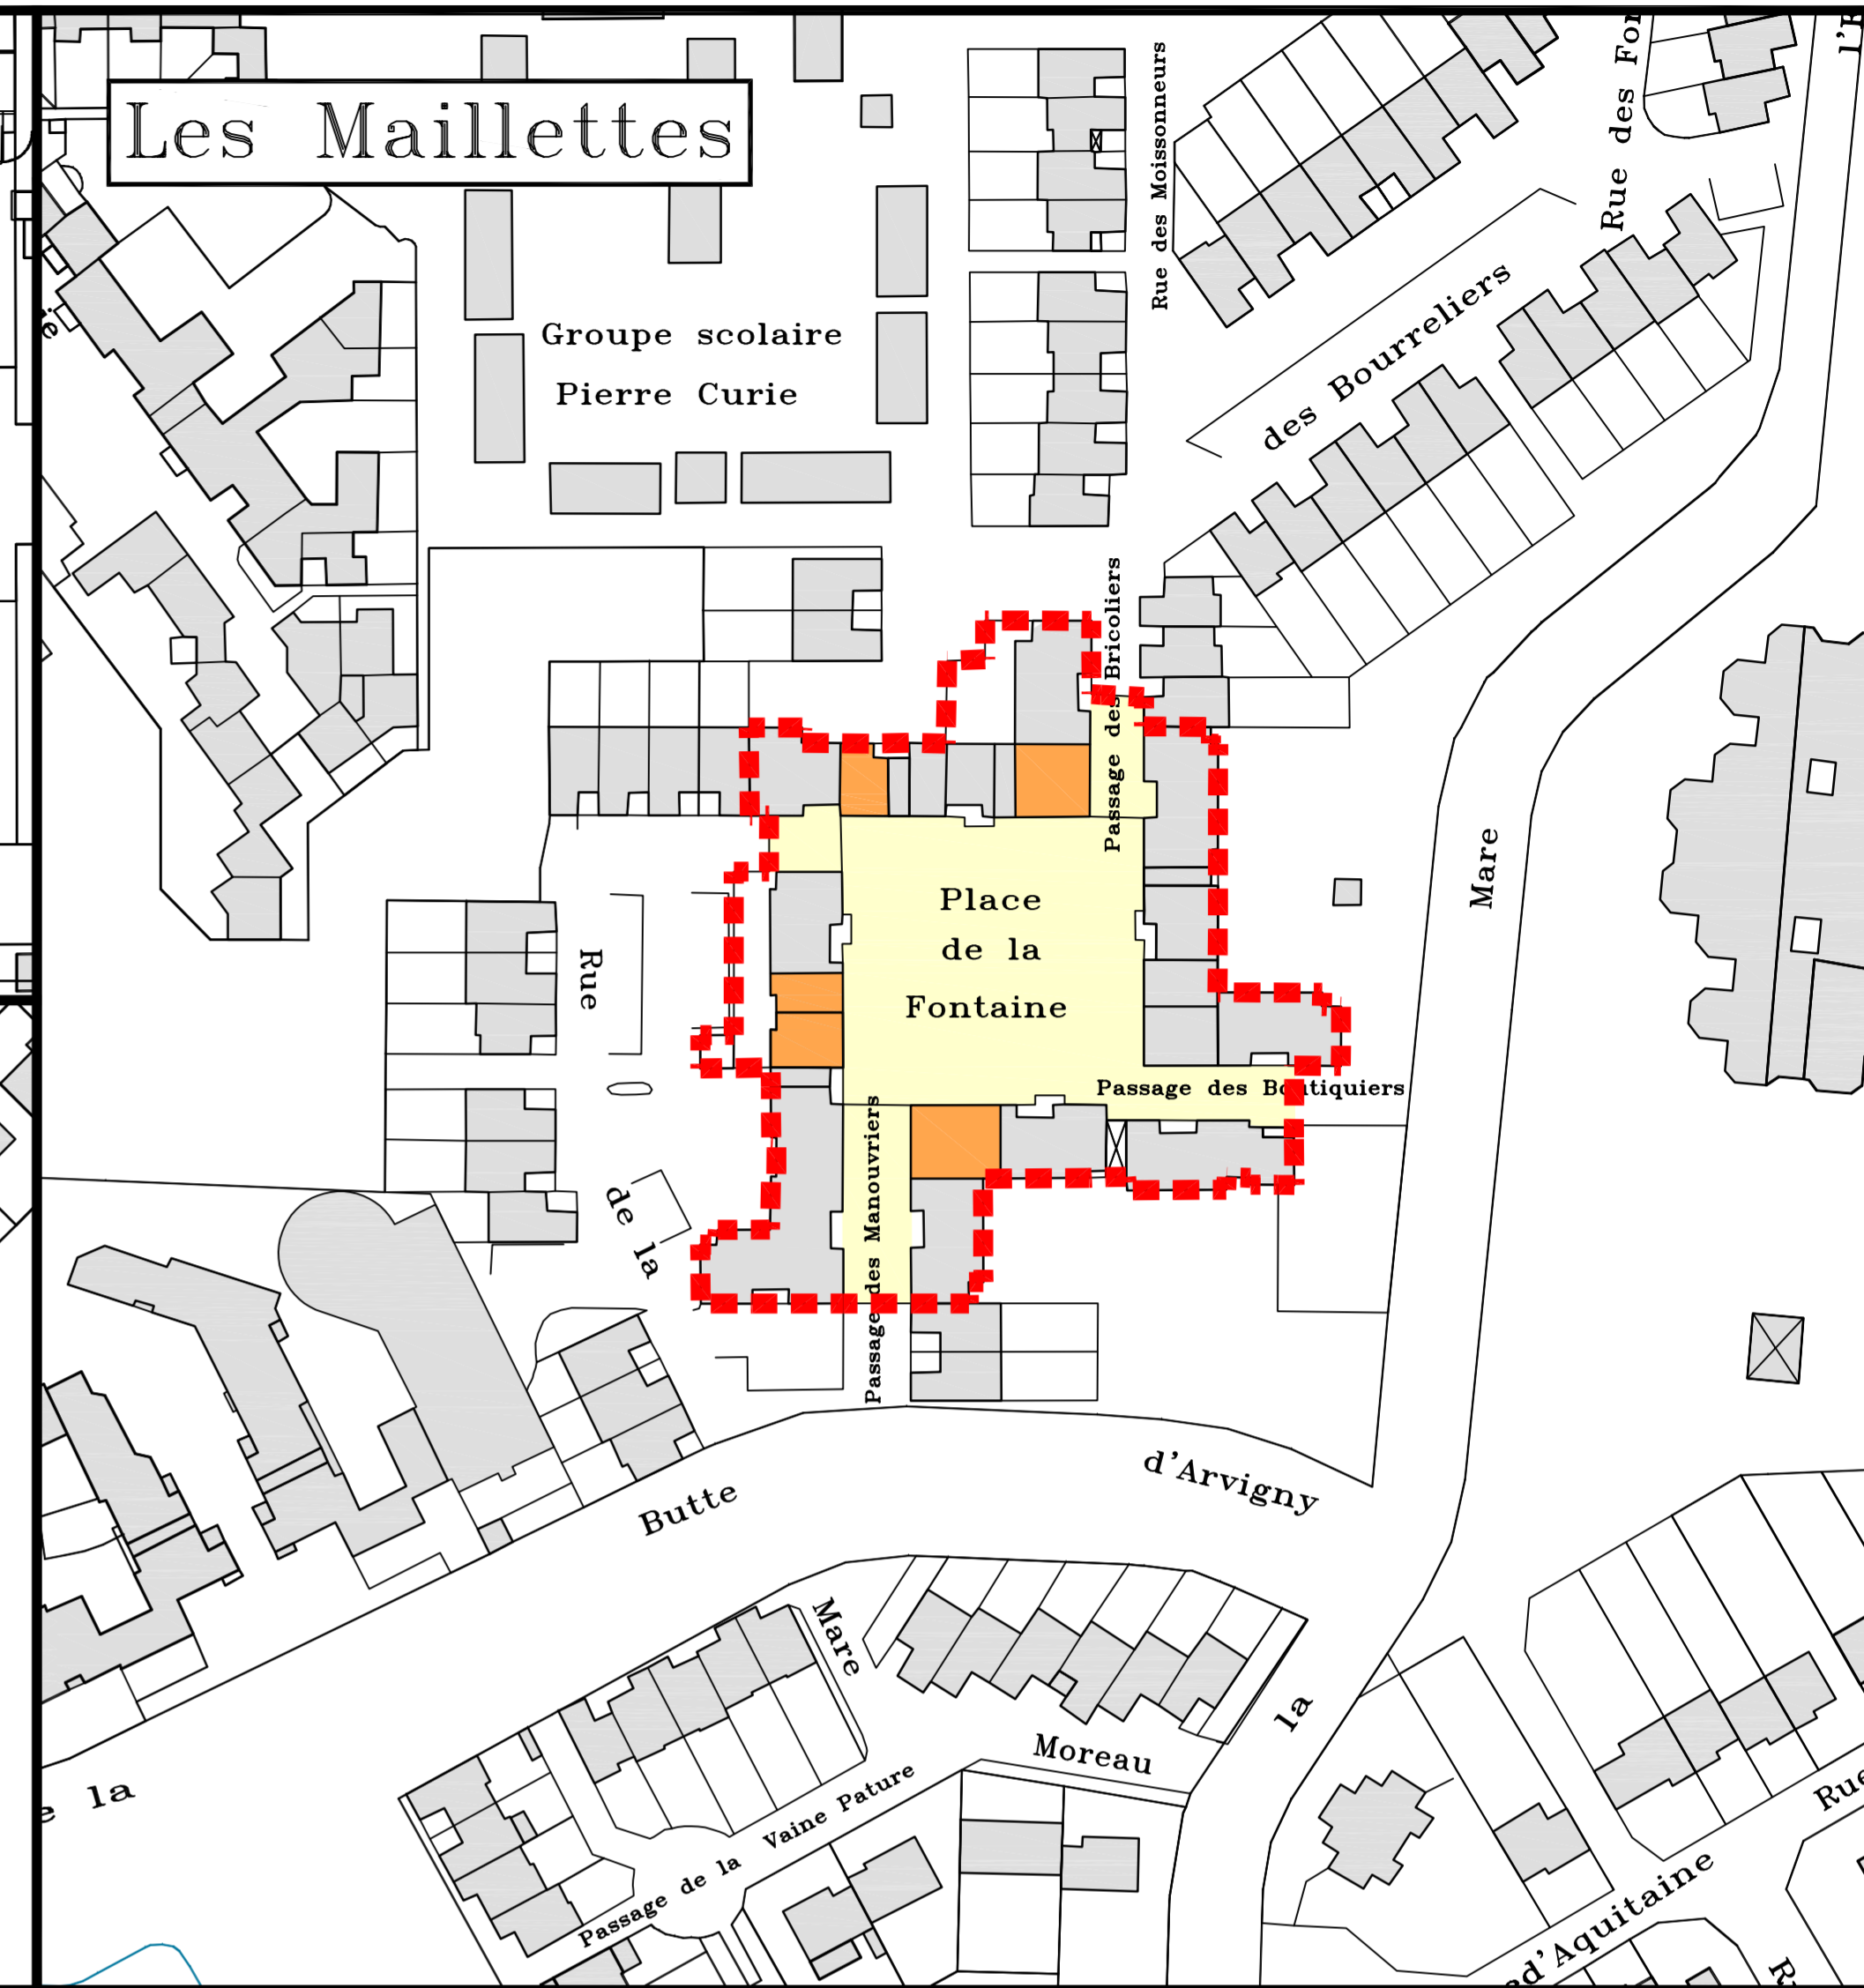 Les Maillettes
Rue des Moissonneurs
Groupe scolaire
Pierre Curie
des Bourreliers
Passage des Bricoliers
Mare
Place
de la
Fontaine
Rue
Passage des Boutiquiers
Passage des Manouvriers
de la
d'Arvigny
Butte
Mare
la
Moreau
la
Passage de la Vaine Pature
Rue
d'Aquitaine